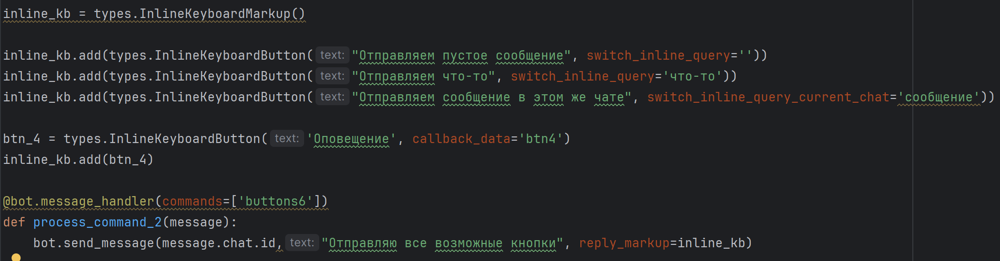 inline_kb = types.InlineKeyboardMarkup()
inline_kb.add(types.InlineKeyboardButton( text: "Отправляем пустое сообщение", switch_inline_query=''))
inline_kb.add(types.InlineKeyboardButton( text: "Отправляем что-то", switch_inline_query='что-то'))
inline_kb.add(types.InlineKeyboardButton( text: "Отправляем сообщение в этом же чате", switch_inline_query_current_chat='сообщение'))
btn_4 = types.InlineKeyboardButton( text: 'Оповещение', callback_data='btn4')
inline_kb.add(btn_4)
@bot.message_handler(commands=['buttons6'])
def process_command_2(message):
    bot.send_message(message.chat.id, text: "Отправляю все возможные кнопки", reply_markup=inline_kb)